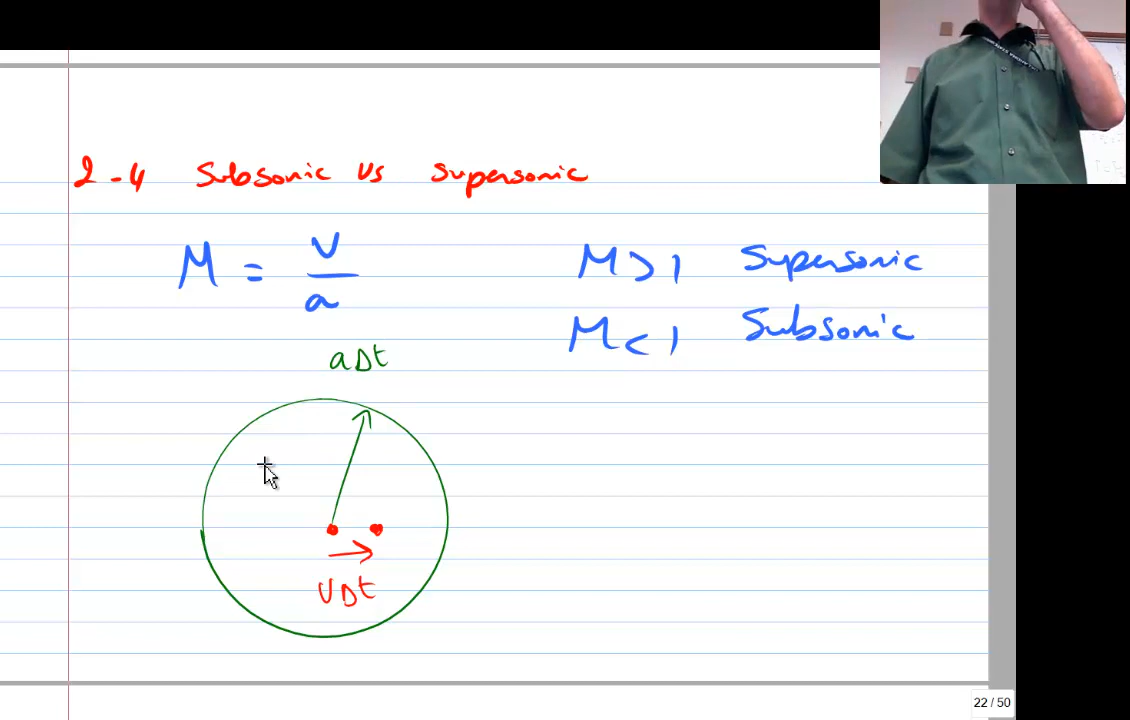 2-4 Subsonic Vs Supersonic
M = V/a
M > 1 Supersonic
M < 1 Subsonic
aΔt
VΔt
22 / 50